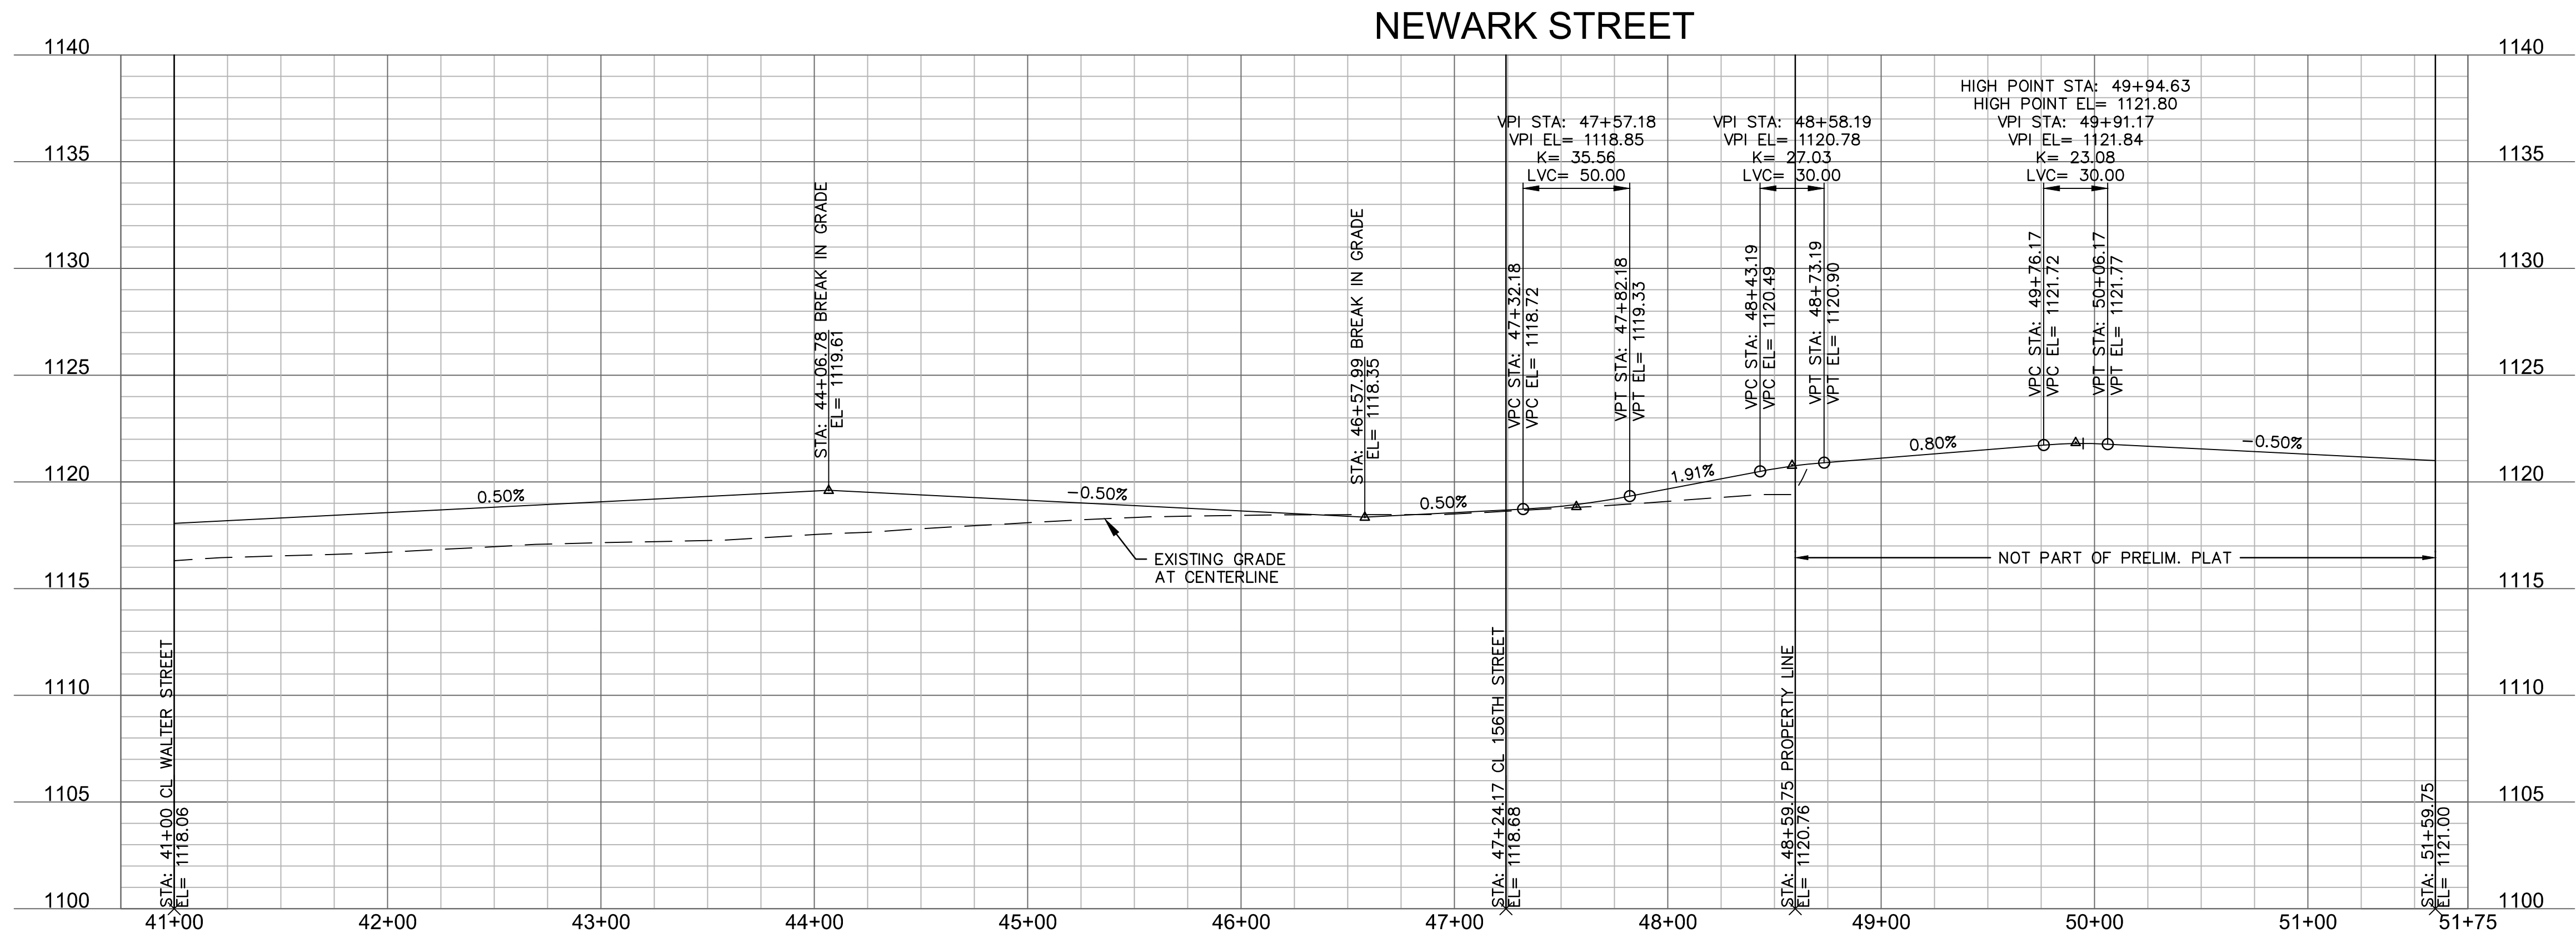 NEWARK STREET
1140
1140
1135
1135
1130
1130
1125
1125
1120
1120
1115
1115
1110
1110
1105
1105
1100
1100
HIGH POINT STA: 49+94.63
HIGH POINT EL= 1121.80
VPI STA: 47+57.18
VPI EL= 1118.85
K= 35.56
LVC= 50.00
VPI STA: 48+58.19
VPI EL= 1120.78
K= 27.03
LVC= 30.00
VPI STA: 49+91.17
VPI EL= 1121.84
K= 23.08
LVC= 30.00
STA: 44+06.78 BREAK IN GRADE
EL= 1119.61
STA: 46+57.99 BREAK IN GRADE
EL= 1118.35
VPC STA: 47+32.18
VPC EL= 1118.72
VPT STA: 47+82.18
VPT EL= 1119.33
VPC STA: 48+43.19
VPC EL= 1120.49
VPT STA: 48+73.19
VPT EL= 1120.90
VPC STA: 49+76.17
VPC EL= 1121.72
VPT STA: 50+06.17
VPT EL= 1121.77
0.50%
-0.50%
0.50%
1.91%
0.80%
-0.50%
EXISTING GRADE
AT CENTERLINE
NOT PART OF PRELIM. PLAT
STA: 41+00 CL WALTER STREET
EL= 1118.06
STA: 47+24.17 CL 156TH STREET
EL= 1118.68
STA: 48+59.75 PROPERTY LINE
EL= 1120.76
STA: 51+59.75
EL= 1121.00
41+00
42+00
43+00
44+00
45+00
46+00
47+00
48+00
49+00
50+00
51+00
51+75